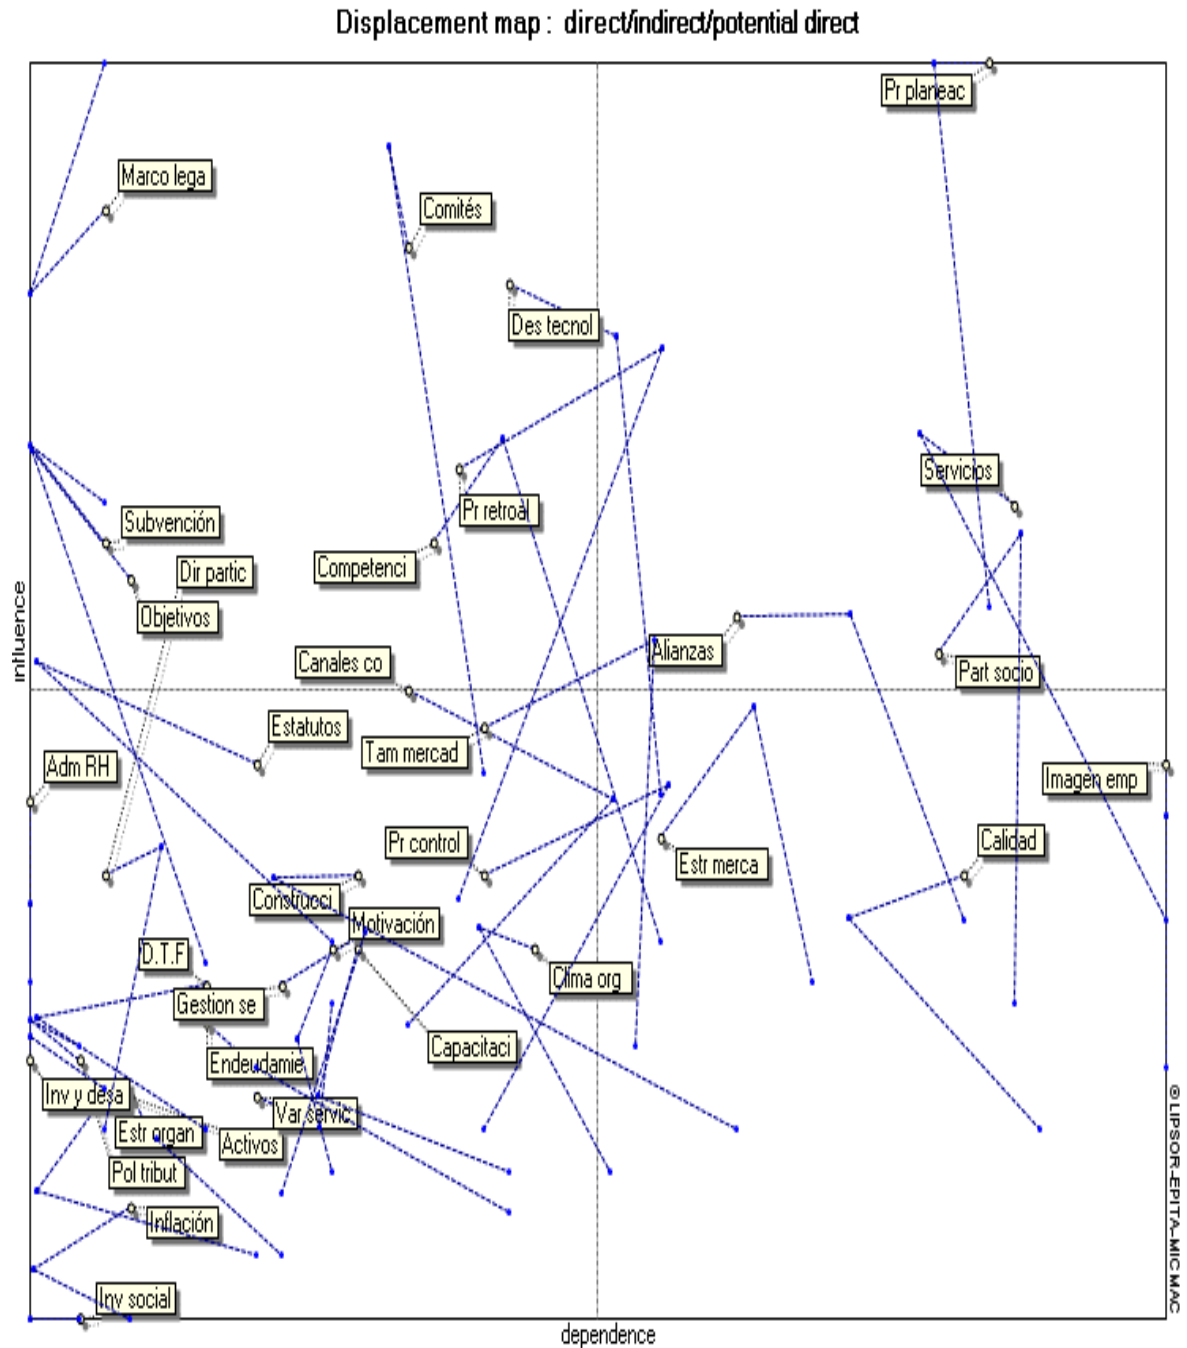 Displacement map : direct/indirect/potential direct
Pr planeac
Marco lega
Comités
Des tecnol
Servicios
Pr retroal
Subvención
Competenci
Dir partic
Objetivos
influence
Alianzas
Canales co
Part socio
Estatutos
Tam mercad
Adm RH
Imagen emp
Pr control
Calidad
Estr merca
Construcci
Motivación
D.T.F
Clima org
Gestion se
Capacitaci
Endeudamie
Inv y desa
Var servic
Estr organ
Activos
Pol tribut
Inflación
Inv social
dependence
© LIPSOR-EPITA-MICMAC